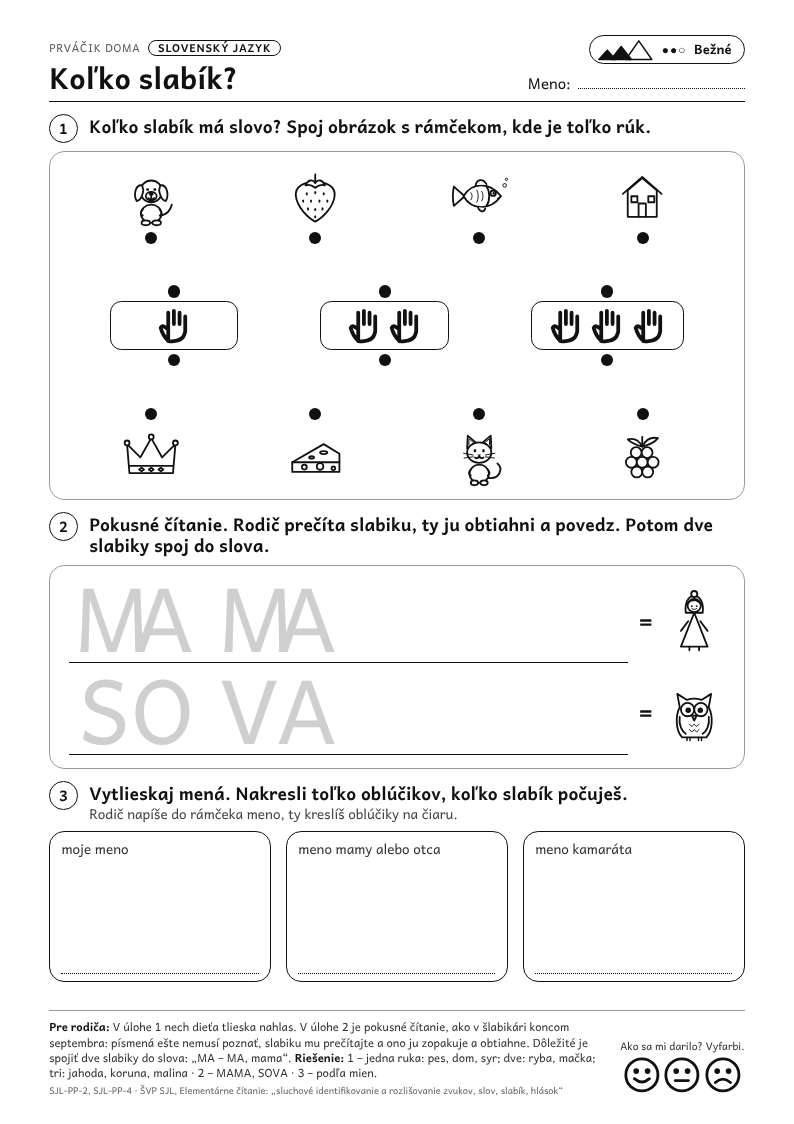 PRVÁČIK DOMA SLOVENSKÝ JAZYK
Bežné
Koľko slabík?
Meno:
1 Koľko slabík má slovo? Spoj obrázok s rámčekom, kde je toľko rúk.
2 Pokusné čítanie. Rodič prečíta slabiku, ty ju obtiahni a povedz. Potom dve
slabiky spoj do slova.
MA MA =
SO VA =
3 Vytlieskaj mená. Nakresli toľko oblúčikov, koľko slabík počuješ.
Rodič napíše do rámčeka meno, ty kreslíš oblúčiky na čiaru.
moje meno
meno mamy alebo otca
meno kamaráta
Pre rodiča: V úlohe 1 nech dieťa tlieska nahlas. V úlohe 2 je pokusné čítanie, ako v šlabikári koncom
septembra: písmená ešte nemusí poznať, slabiku mu prečítajte a ono ju zopakuje a obtiahne. Dôležité je
spojiť dve slabiky do slova: „MA – MA, mama“. Riešenie: 1 – jedna ruka: pes, dom, syr; dve: ryba, mačka;
tri: jahoda, koruna, malina · 2 – MAMA, SOVA · 3 – podľa mien.
SJL-PP-2, SJL-PP-4 · ŠVP SJL, Elementárne čítanie: „sluchové identifikovanie a rozlišovanie zvukov, slov, slabík, hlások“
Ako sa mi darilo? Vyfarbi.